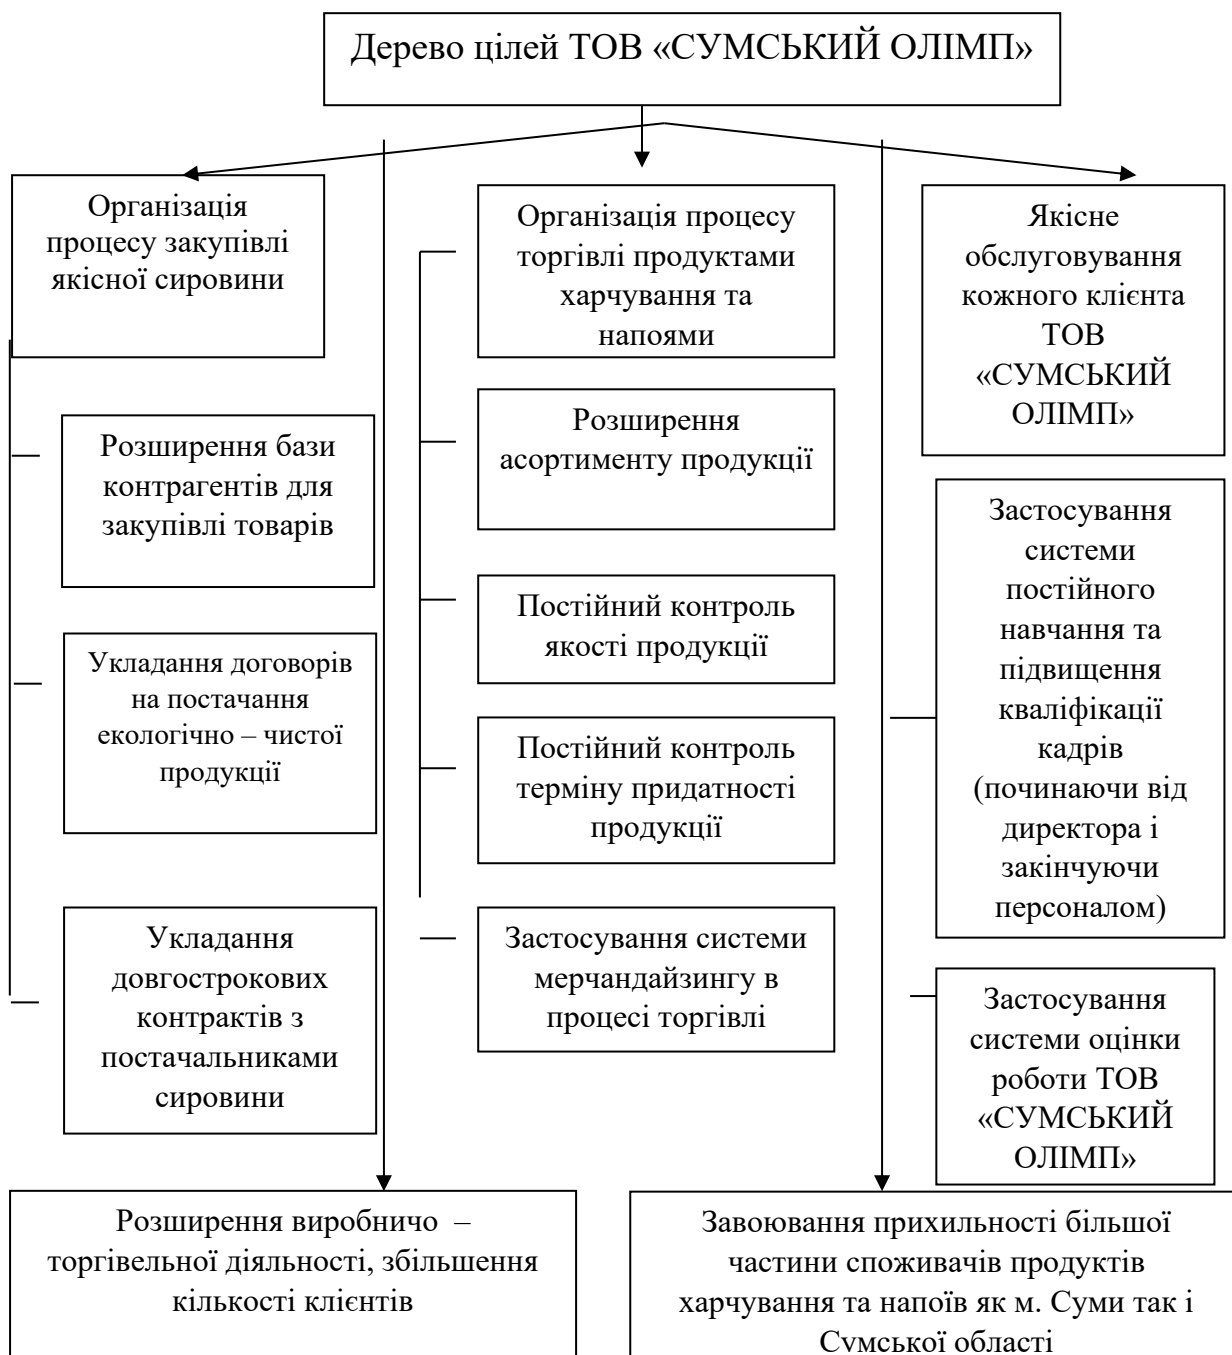 Дерево цілей ТОВ «СУМСЬКИЙ ОЛІМП»
Організація
процесу закупівлі
якісної сировини
Розширення бази
контрагентів для
закупівлі товарів
Укладання договорів
на постачання
екологічно – чистої
продукції
Укладання
довгострокових
контрактів з
постачальниками
сировини
Організація процесу
торгівлі продуктами
харчування та
напоями
Розширення
асортименту продукції
Постійний контроль
якості продукції
Постійний контроль
терміну придатності
продукції
Застосування системи
мерчандайзингу в
процесі торгівлі
Якісне
обслуговування
кожного клієнта
ТОВ
«СУМСЬКИЙ
ОЛІМП»
Застосування
системи
постійного
навчання та
підвищення
кваліфікації
кадрів
(починаючи від
директора і
закінчуючи
персоналом)
Застосування
системи оцінки
роботи ТОВ
«СУМСЬКИЙ
ОЛІМП»
Розширення виробничо –
торгівельної діяльності, збільшення
кількості клієнтів
Завоювання прихильності більшої
частини споживачів продуктів
харчування та напоїв як м. Суми так і
Сумської області